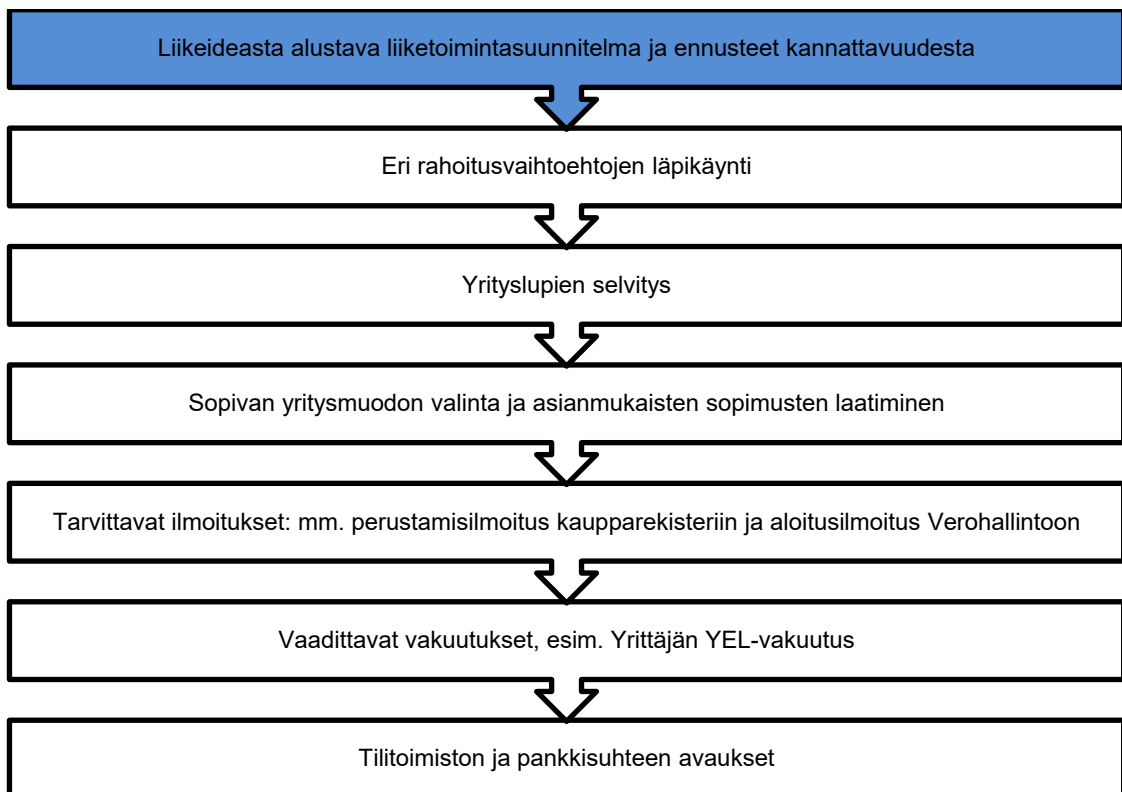 Liikeideasta alustava liiketoimintasuunnitelma ja ennusteet kannattavuudesta
Eri rahoitusvaihtoehtojen läpikäynti
Yrityslupien selvitys
Sopivan yritysmuodon valinta ja asianmukaisten sopimusten laatiminen
Tarvittavat ilmoitukset: mm. perustamisilmoitus kaupparekisteriin ja aloitusilmoitus Verohallintoon
Vaadittavat vakuutukset, esim. Yrittäjän YEL-vakuutus
Tilitoimiston ja pankkisuhteen avaukset